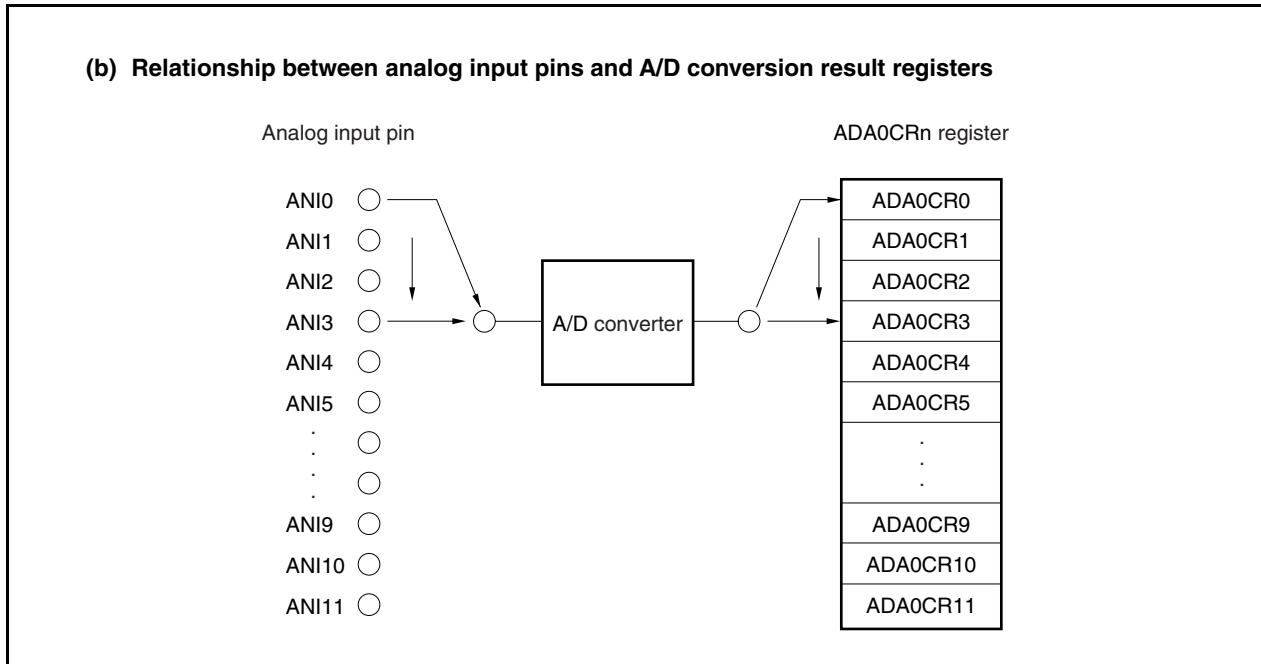 (b) Relationship between analog input pins and A/D conversion result registers
Analog input pin
ADA0CRn register
ANI0
ANI1
ANI2
ANI3
ANI4
ANI5
.
.
.
.
ANI9
ANI10
ANI11
A/D converter
ADA0CR0
ADA0CR1
ADA0CR2
ADA0CR3
ADA0CR4
ADA0CR5
.
.
.
ADA0CR9
ADA0CR10
ADA0CR11